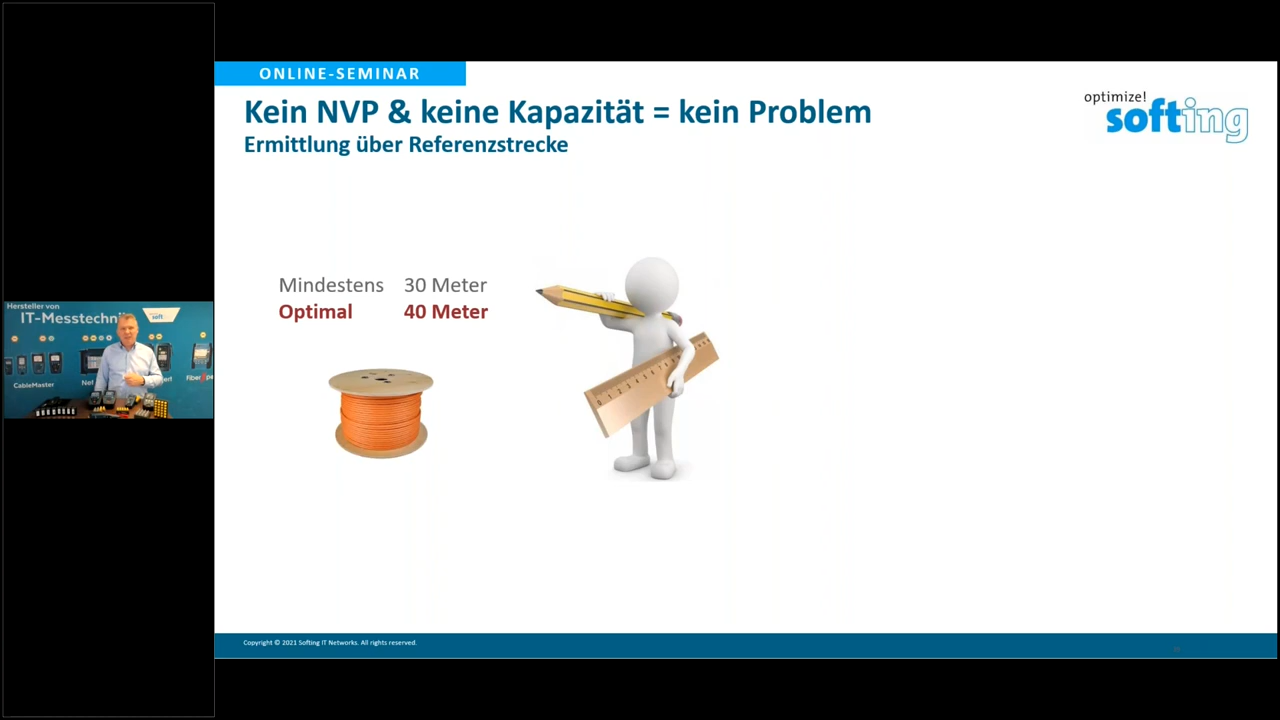 ONLINE-SEMINAR
Kein NVP & keine Kapazität = kein Problem
Ermittlung über Referenzstrecke
optimize!
softing
Mindestens 30 Meter
Optimal 40 Meter
Hersteller von
IT-Messtechnik
CableMaster
Copyright © 2021 Softing IT Networks. All rights reserved.